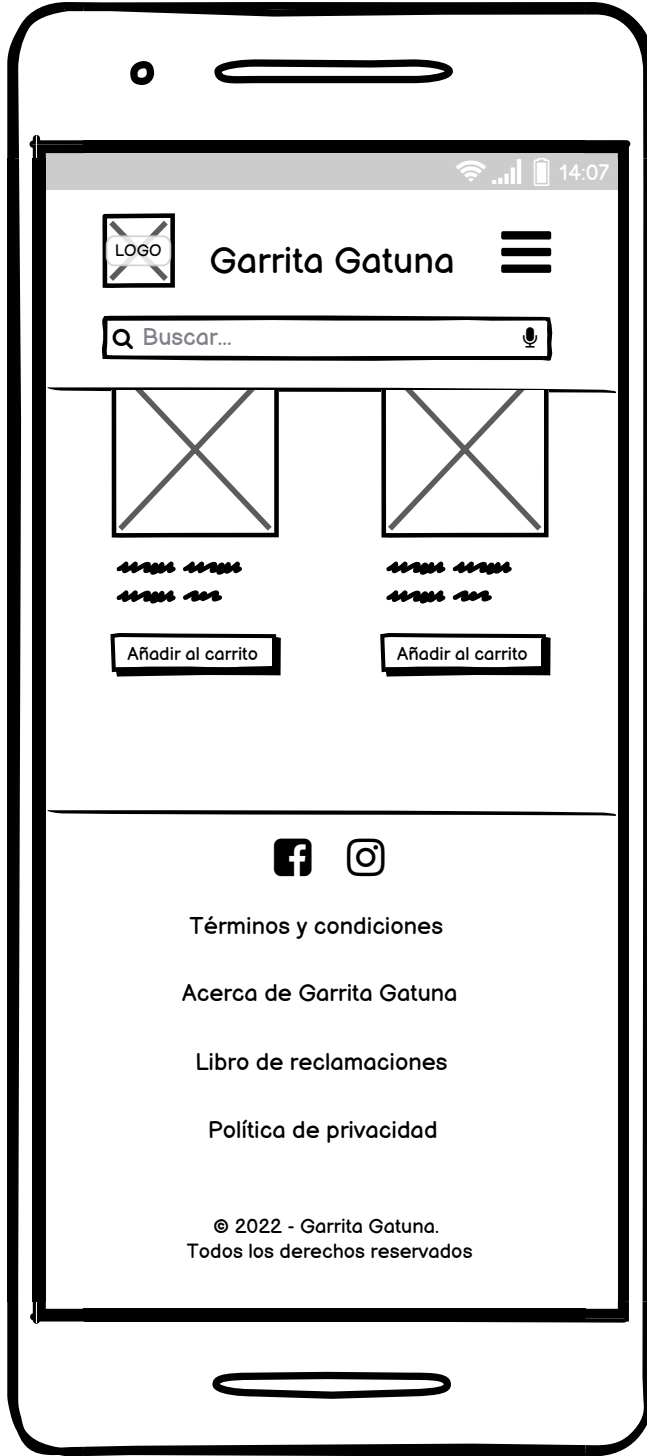 14:07
LOGO
Garrita Gatuna
Buscar...
Añadir al carrito
Añadir al carrito
Términos y condiciones
Acerca de Garrita Gatuna
Libro de reclamaciones
Política de privacidad
© 2022 - Garrita Gatuna.
Todos los derechos reservados